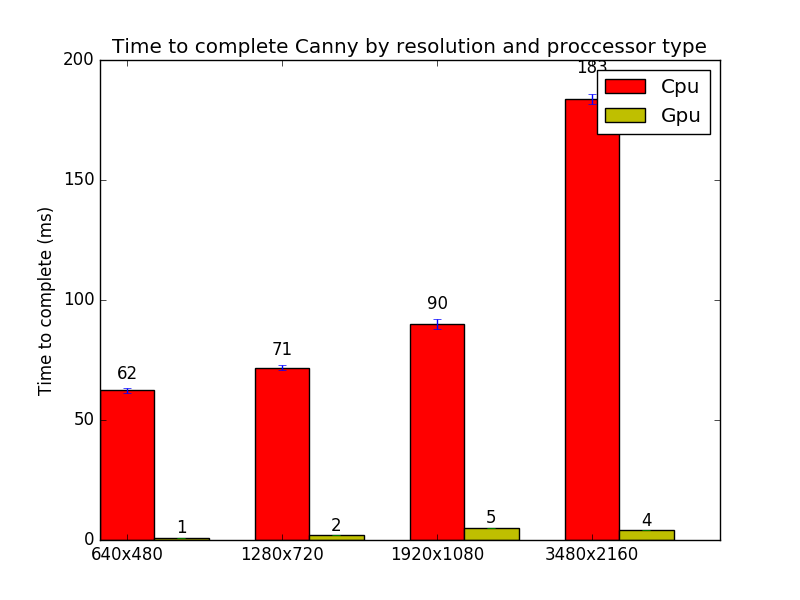 Time to complete Canny by resolution and proccessor type
200
183
Cpu
Gpu
150
Time to complete (ms)
100
90
71
62
50
5
4
2
1
0
640x480
1280x720
1920x1080
3480x2160